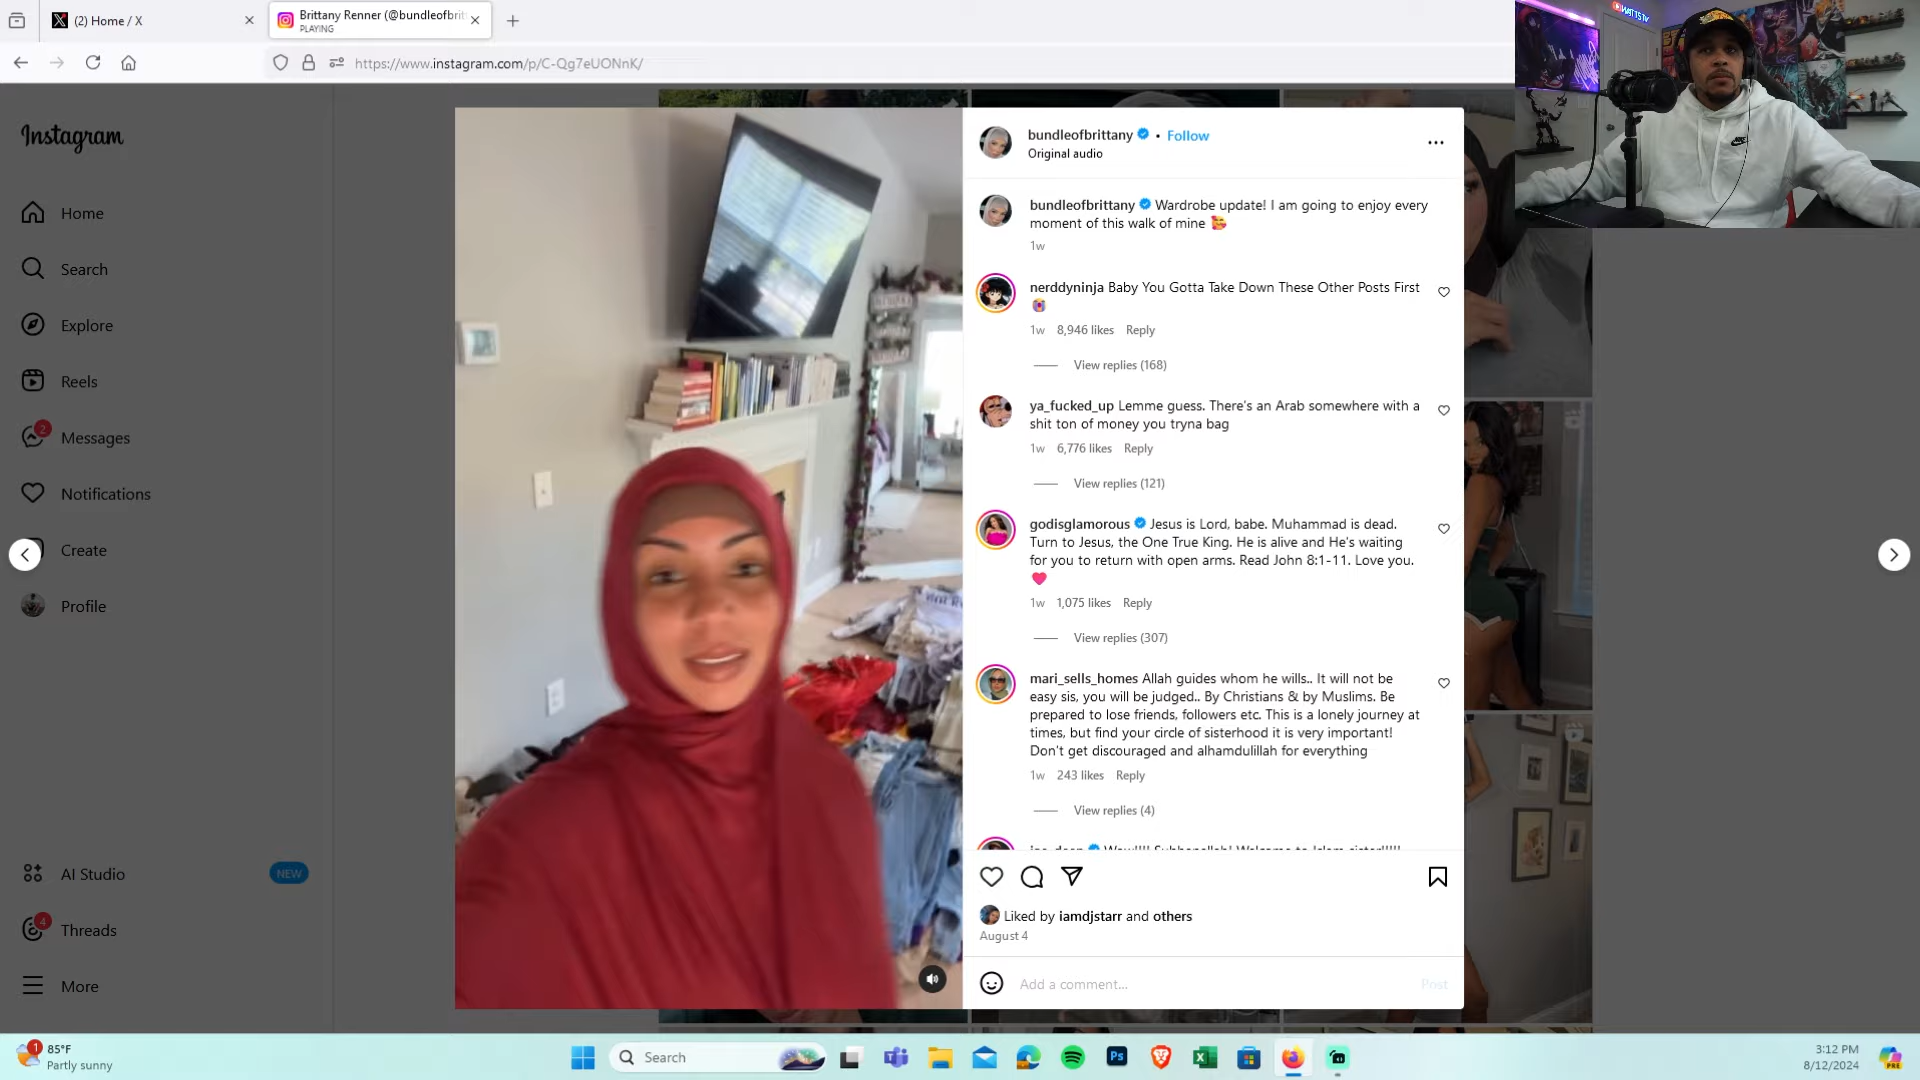 (2) Home / X
Brittany Renner (@bundleofbrit
PLAYING
https://www.instagram.com/p/C-Qg7eUONnK/
WATTS TV
Instagram
Home
Search
Explore
Reels
2
Messages
Notifications
Create
Profile
AI Studio
NEW
4
Threads
More
bundleofbrittany • Follow
Original audio
bundleofbrittany Wardrobe update! I am going to enjoy every
moment of this walk of mine 🥰
1w
nerddyninja Baby You Gotta Take Down These Other Posts First
😭
1w 8,946 likes Reply
View replies (168)
ya_fucked_up Lemme guess. There's an Arab somewhere with a
shit ton of money you tryna bag
1w 6,776 likes Reply
View replies (121)
godisglamorous Jesus is Lord, babe. Muhammad is dead.
Turn to Jesus, the One True King. He is alive and He's waiting
for you to return with open arms. Read John 8:1-11. Love you.
❤️
1w 1,075 likes Reply
View replies (307)
mari_sells_homes Allah guides whom he wills.. It will not be
easy sis, you will be judged.. By Christians & by Muslims. Be
prepared to lose friends, followers etc. This is a lonely journey at
times, but find your circle of sisterhood it is very important!
Don't get discouraged and alhamdulillah for everything
1w 243 likes Reply
View replies (4)
Liked by iamdjstarr and others
August 4
Add a comment...
Post
1
85°F
Partly sunny
Search
Ps
3:12 PM
8/12/2024
PRE